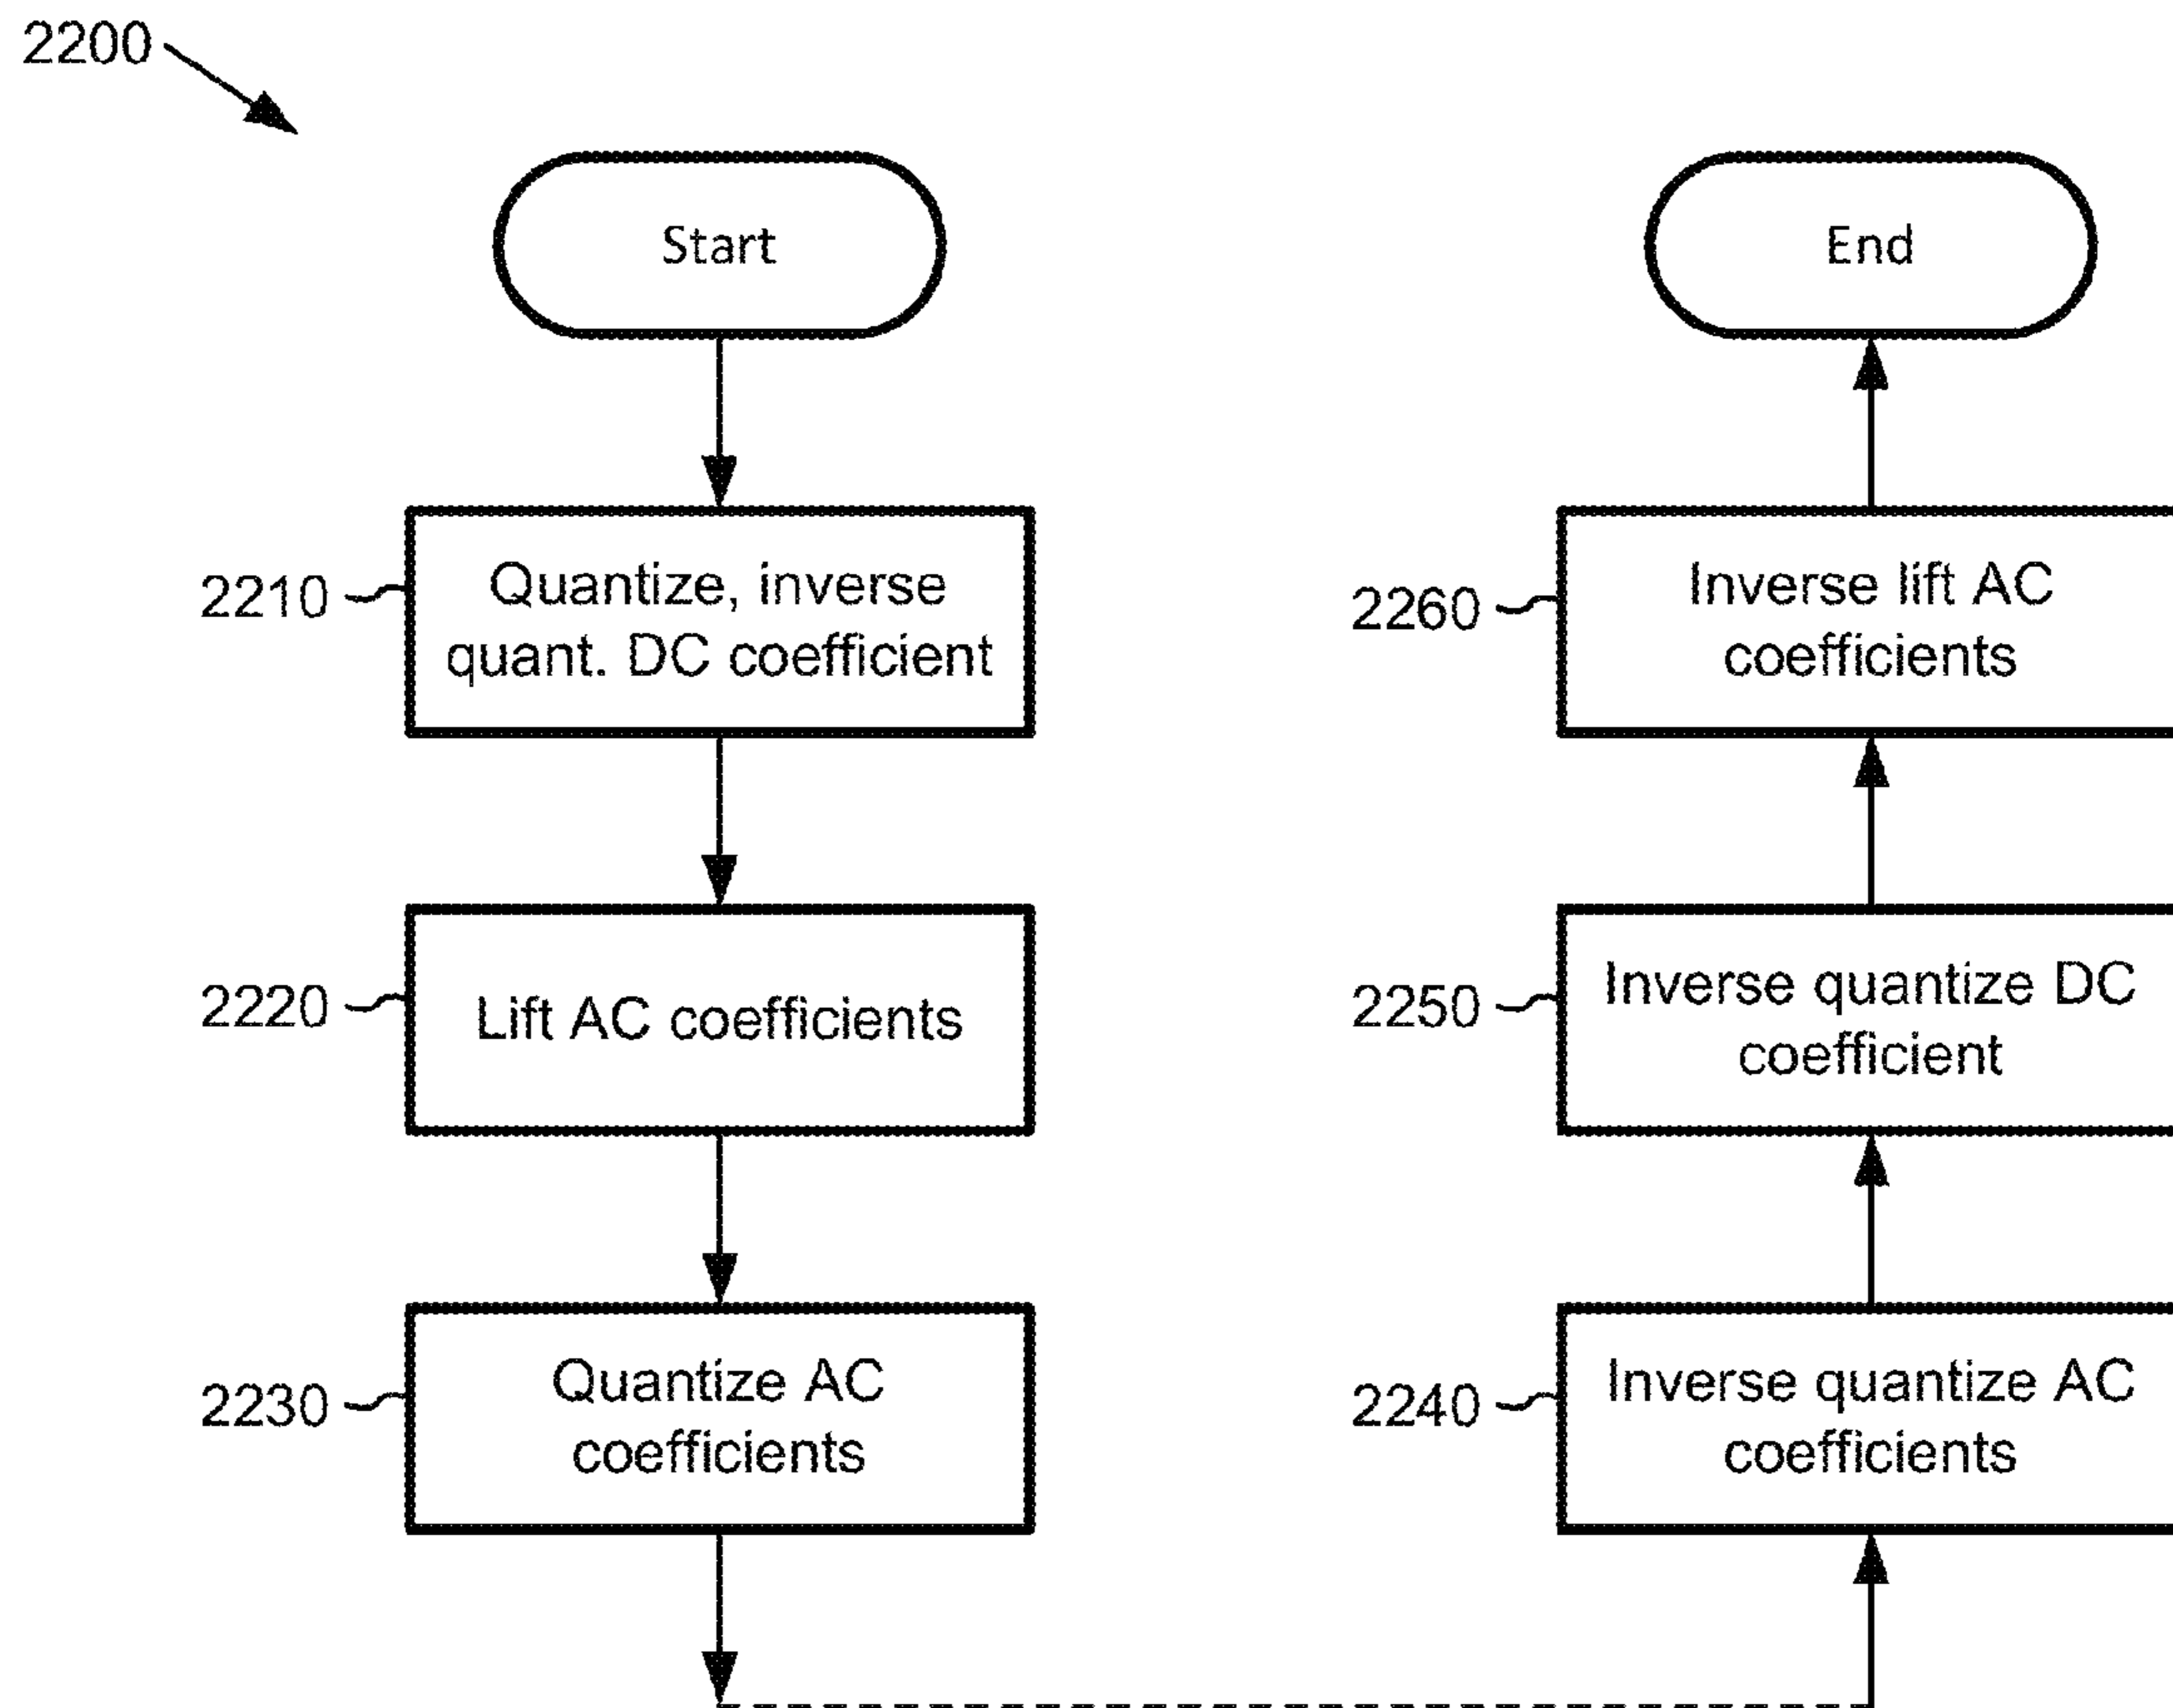 2200
Start
2210
Quantize, inverse
quant. DC coefficient
2220
Lift AC coefficients
2230
Quantize AC
coefficients
End
2260
Inverse lift AC
coefficients
2250
Inverse quantize DC
coefficient
2240
Inverse quantize AC
coefficients